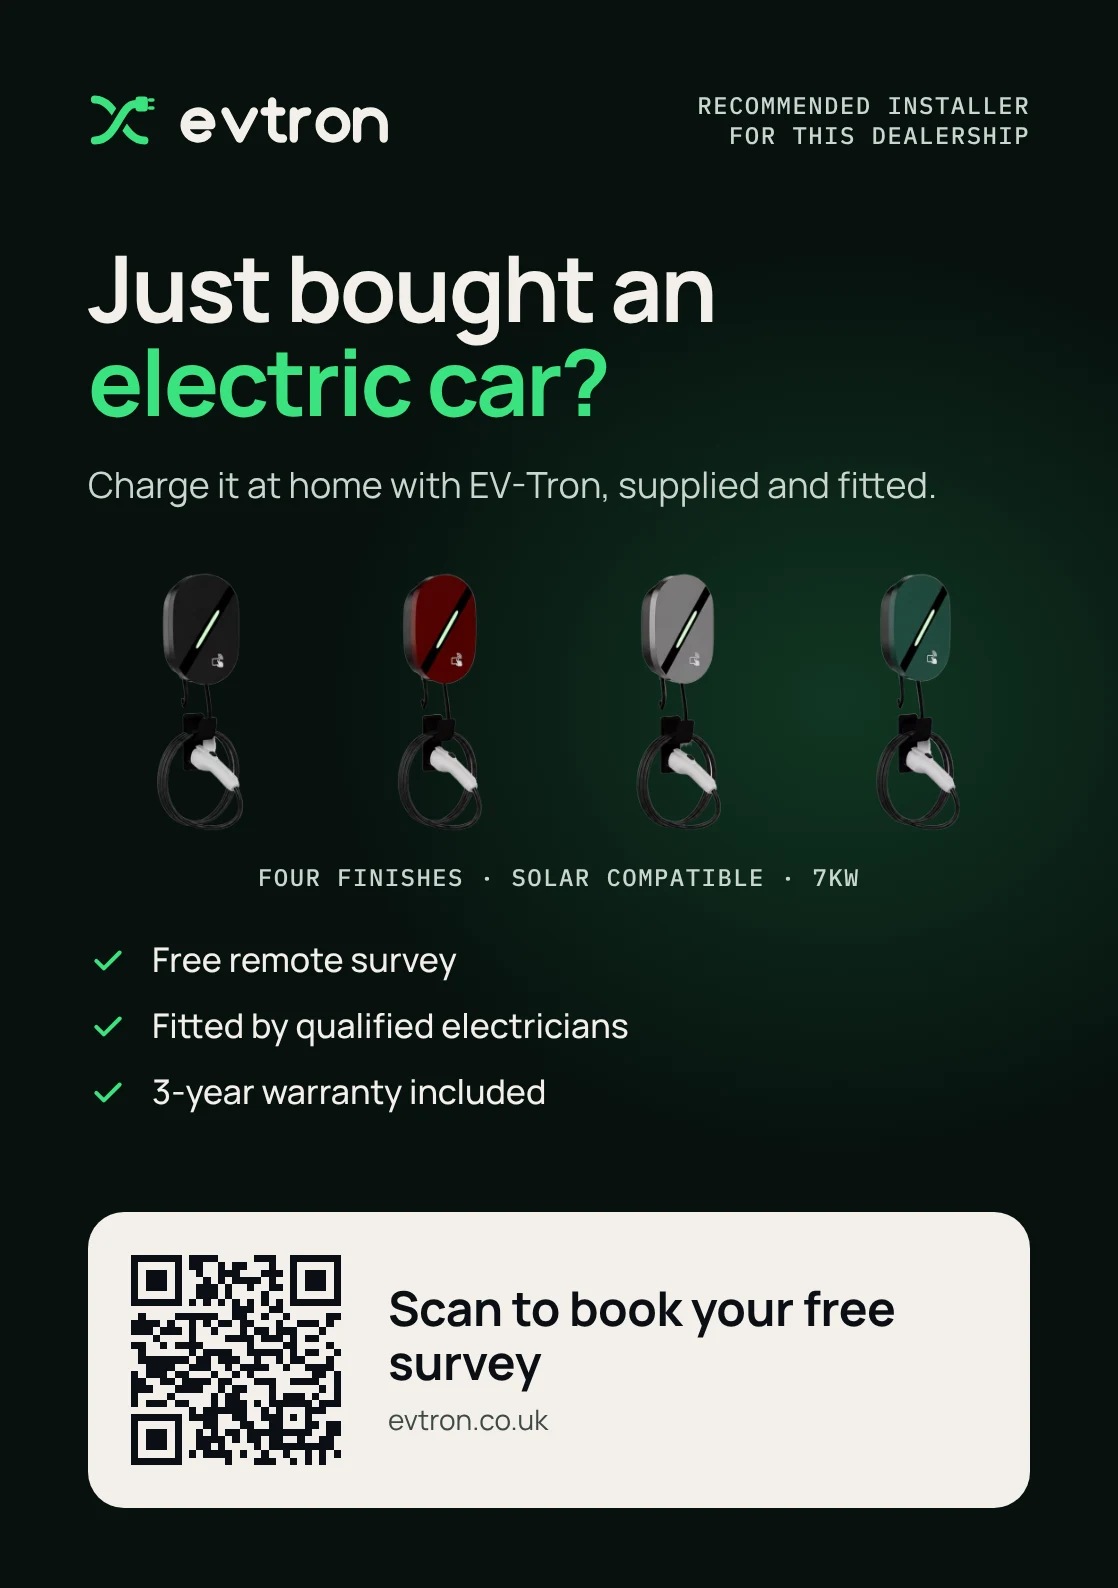 evtron
RECOMMENDED INSTALLER
FOR THIS DEALERSHIP
Just bought an
electric car?
Charge it at home with EV-Tron, supplied and fitted.
FOUR FINISHES · SOLAR COMPATIBLE · 7KW
Free remote survey
Fitted by qualified electricians
3-year warranty included
Scan to book your free
survey
evtron.co.uk